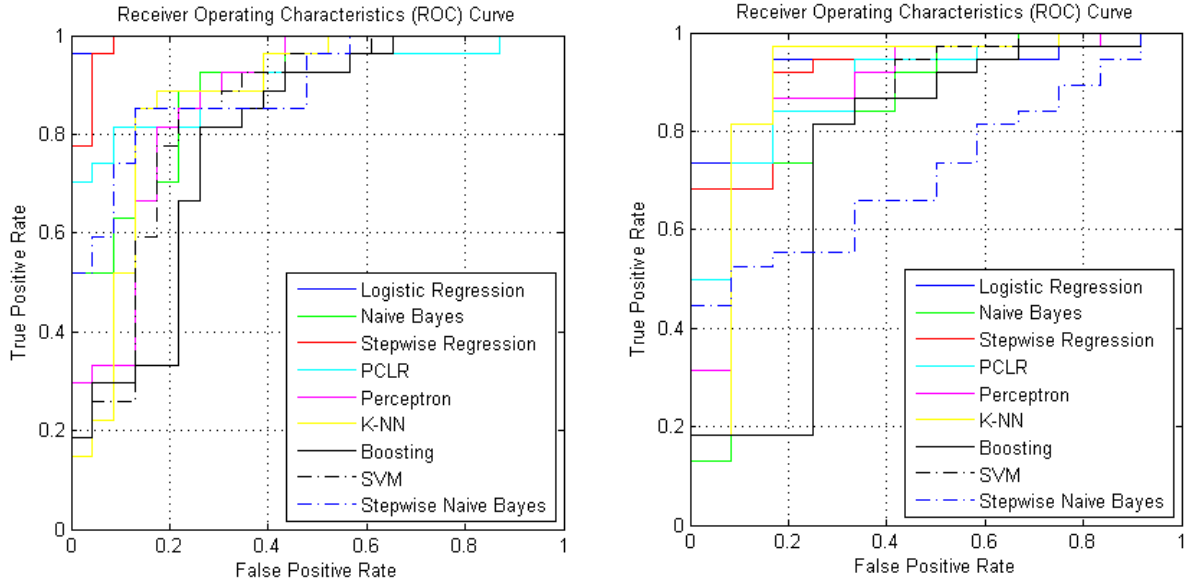 Receiver Operating Characteristics (ROC) Curve
1
0.8
0.6
0.4
0.2
0
True Positive Rate
0
0.2
0.4
0.6
0.8
1
False Positive Rate
Logistic Regression
Naive Bayes
Stepwise Regression
PCLR
Perceptron
K-NN
Boosting
SVM
Stepwise Naive Bayes
Receiver Operating Characteristics (ROC) Curve
1
0.8
0.6
0.4
0.2
0
True Positive Rate
0
0.2
0.4
0.6
0.8
1
False Positive Rate
Logistic Regression
Naive Bayes
Stepwise Regression
PCLR
Perceptron
K-NN
Boosting
SVM
Stepwise Naive Bayes